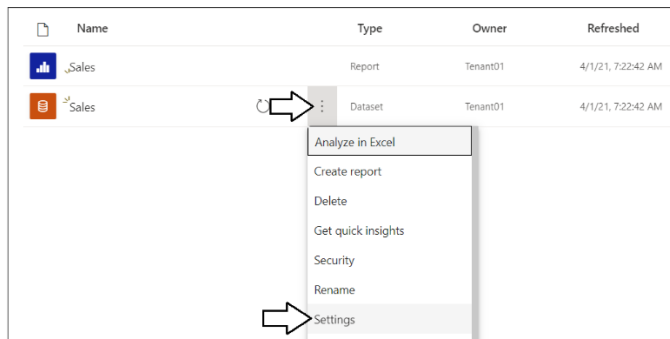 Name Type Owner Refreshed
Sales Report Tenant01 4/1/21, 7:22:42 AM
Sales Dataset Tenant01 4/1/21, 7:22:42 AM
Analyze in Excel
Create report
Delete
Get quick insights
Security
Rename
Settings